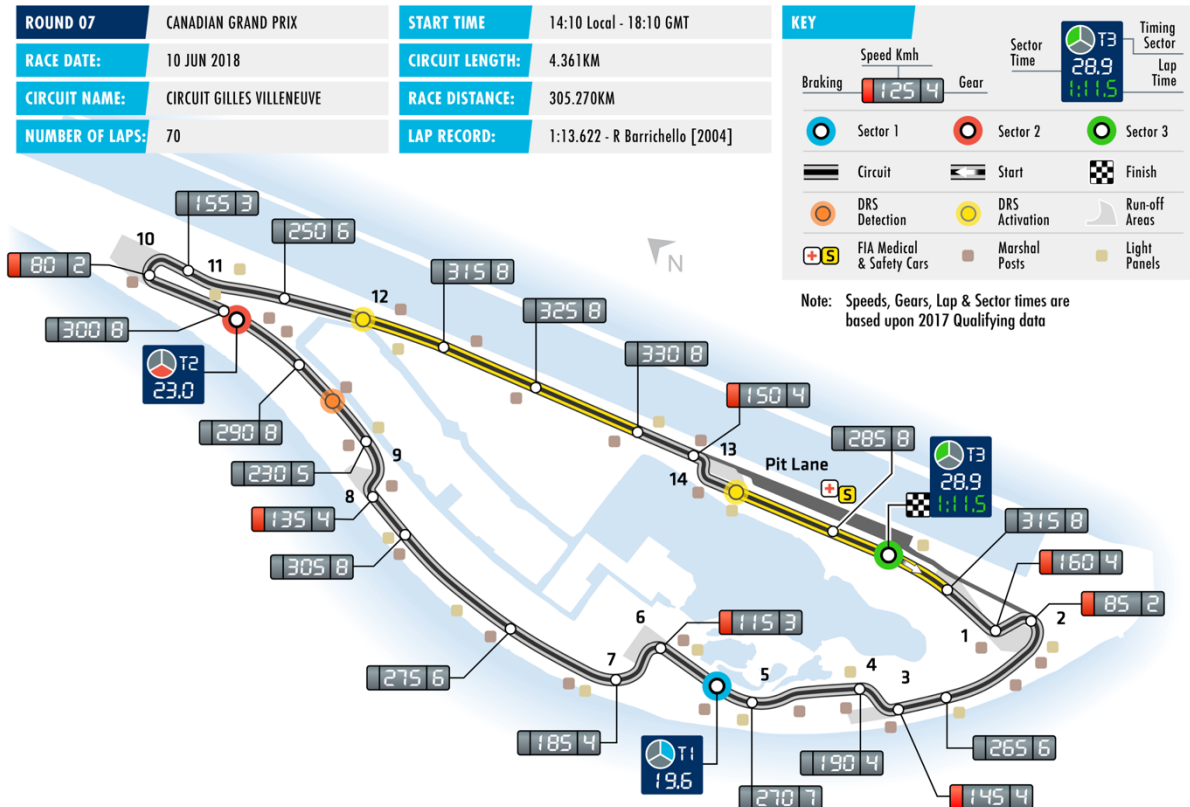 ROUND 07 CANADIAN GRAND PRIX
RACE DATE: 10 JUN 2018
CIRCUIT NAME: CIRCUIT GILLES VILLENEUVE
NUMBER OF LAPS: 70
START TIME 14:10 Local - 18:10 GMT
CIRCUIT LENGTH: 4.361KM
RACE DISTANCE: 305.270KM
LAP RECORD: 1:13.622 - R Barrichello [2004]
KEY
Speed Kmh
Braking 125 4 Gear
Sector Time
T3
28.9
1:11.5
Timing Sector
Lap Time
Sector 1
Sector 2
Sector 3
Circuit
Start
Finish
DRS Detection
DRS Activation
Run-off Areas
S
FIA Medical & Safety Cars
Marshal Posts
Light Panels
Note: Speeds, Gears, Lap & Sector times are
based upon 2017 Qualifying data
N
155 3
250 6
10
11
80 2
12
315 8
325 8
300 8
330 8
T2
23.0
150 4
290 8
13
285 8
T3
28.9
1:11.5
Pit Lane
S
230 5
9
14
8
135 4
315 8
305 8
160 4
85 2
1
2
6
115 3
275 6
7
5
4
3
185 4
T1
19.6
190 4
265 6
270 7
145 4